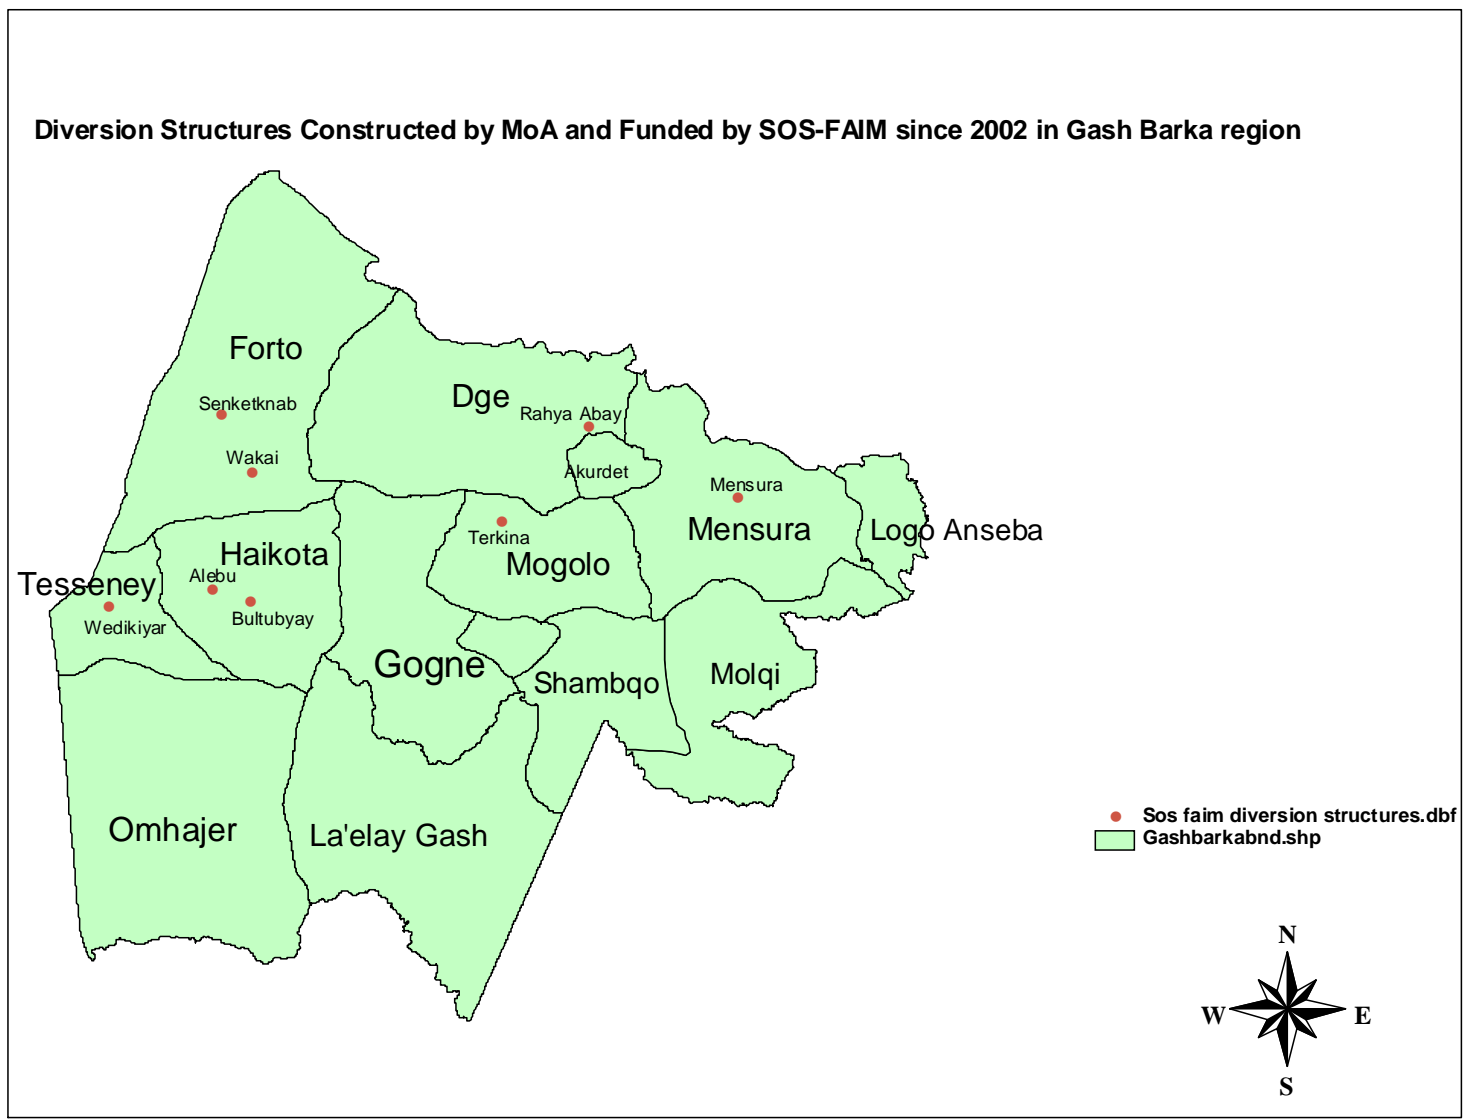 Diversion Structures Constructed by MoA and Funded by SOS-FAIM since 2002 in Gash Barka region
Forto
Dge
Senketknab
Rahya Abay
Wakai
Akurdet
Mensura
Mensura
Logo Anseba
Terkina
Mogolo
Haikota
Tesseney
Alebu
Bultubyay
Wedikiyar
Gogne
Shambqo
Molqi
Omhajer
La'elay Gash
Sos faim diversion structures.dbf
Gashbarkabnd.shp
N
W
E
S